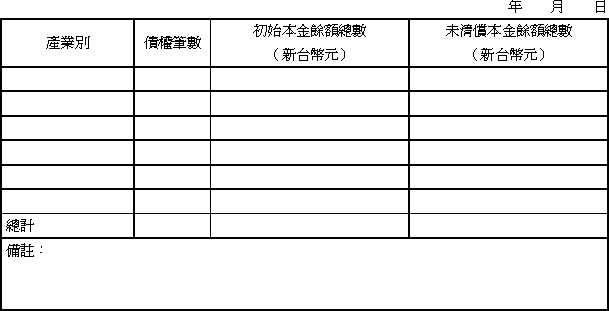 年 月 日
產業別 債權筆數 初始本金餘額總數 未清償本金餘額總數
（新台幣元） （新台幣元）
總計
備註：